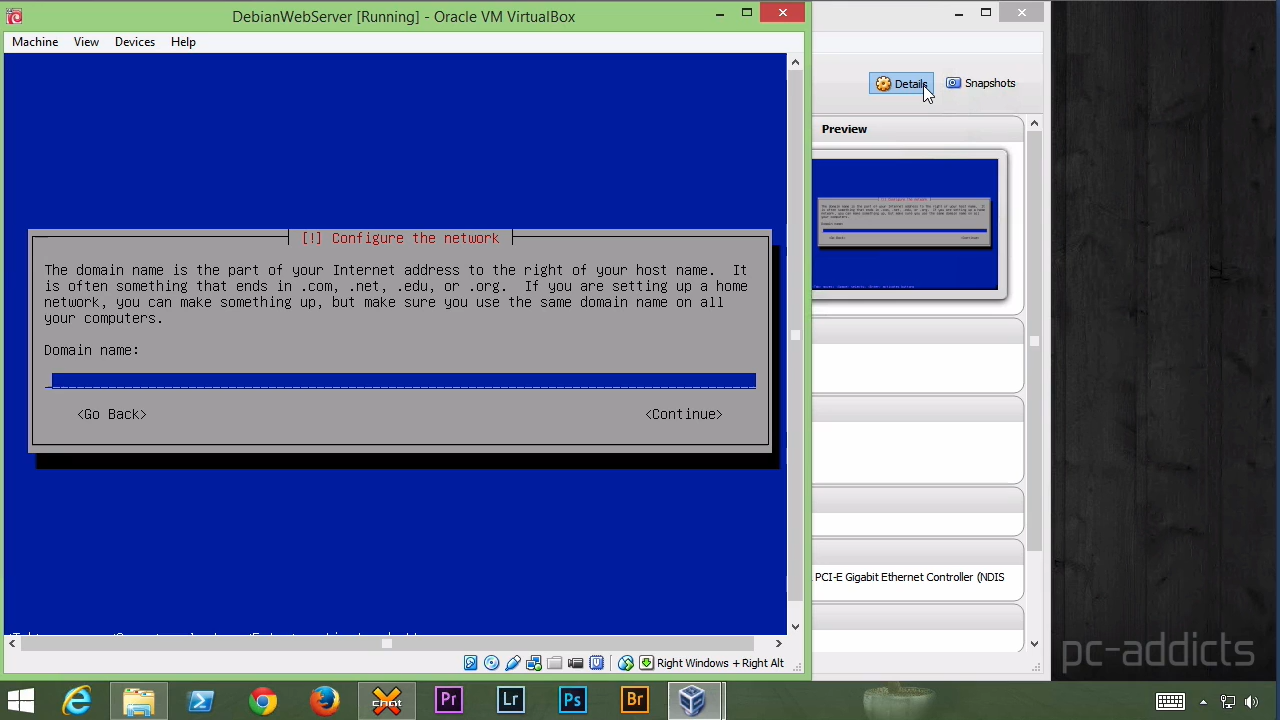 DebianWebServer [Running] - Oracle VM VirtualBox
Machine View Devices Help
Details Snapshots
Preview
[!] Configure the network
The domain name is the part of your Internet address to the right of your host name. It
is often something that ends in .com, .net, .edu, or .org. If you are setting up a home
network, you can make something up, but make sure you use the same domain name on all
your computers.
Domain name:
<Go Back> <Continue>
PCI-E Gigabit Ethernet Controller (NDIS
Right Windows + Right Alt
pc-addicts
chat
Pr
Lr
Ps
Br